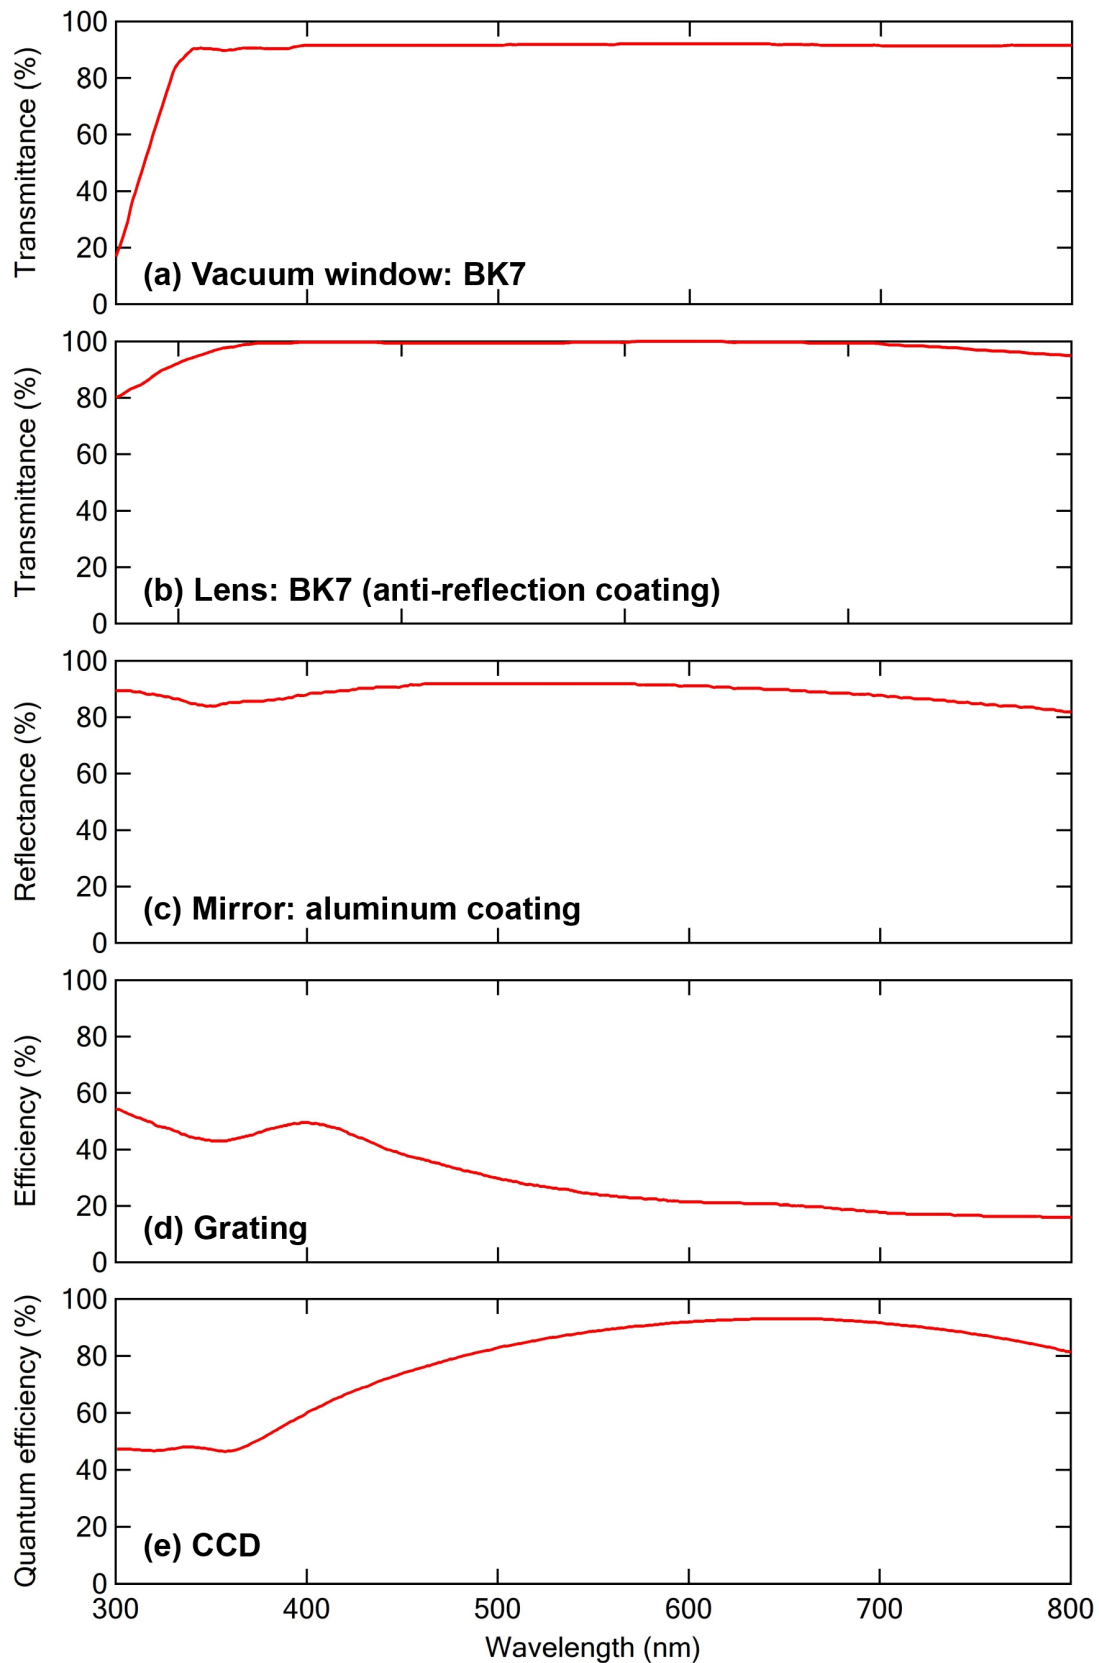 Transmittance (%)
100
80
60
40
20
0
(a) Vacuum window: BK7
Transmittance (%)
100
80
60
40
20
0
(b) Lens: BK7 (anti-reflection coating)
Reflectance (%)
100
80
60
40
20
0
(c) Mirror: aluminum coating
Efficiency (%)
100
80
60
40
20
0
(d) Grating
Quantum efficiency (%)
100
80
60
40
20
0
(e) CCD
300 400 500 600 700 800
Wavelength (nm)